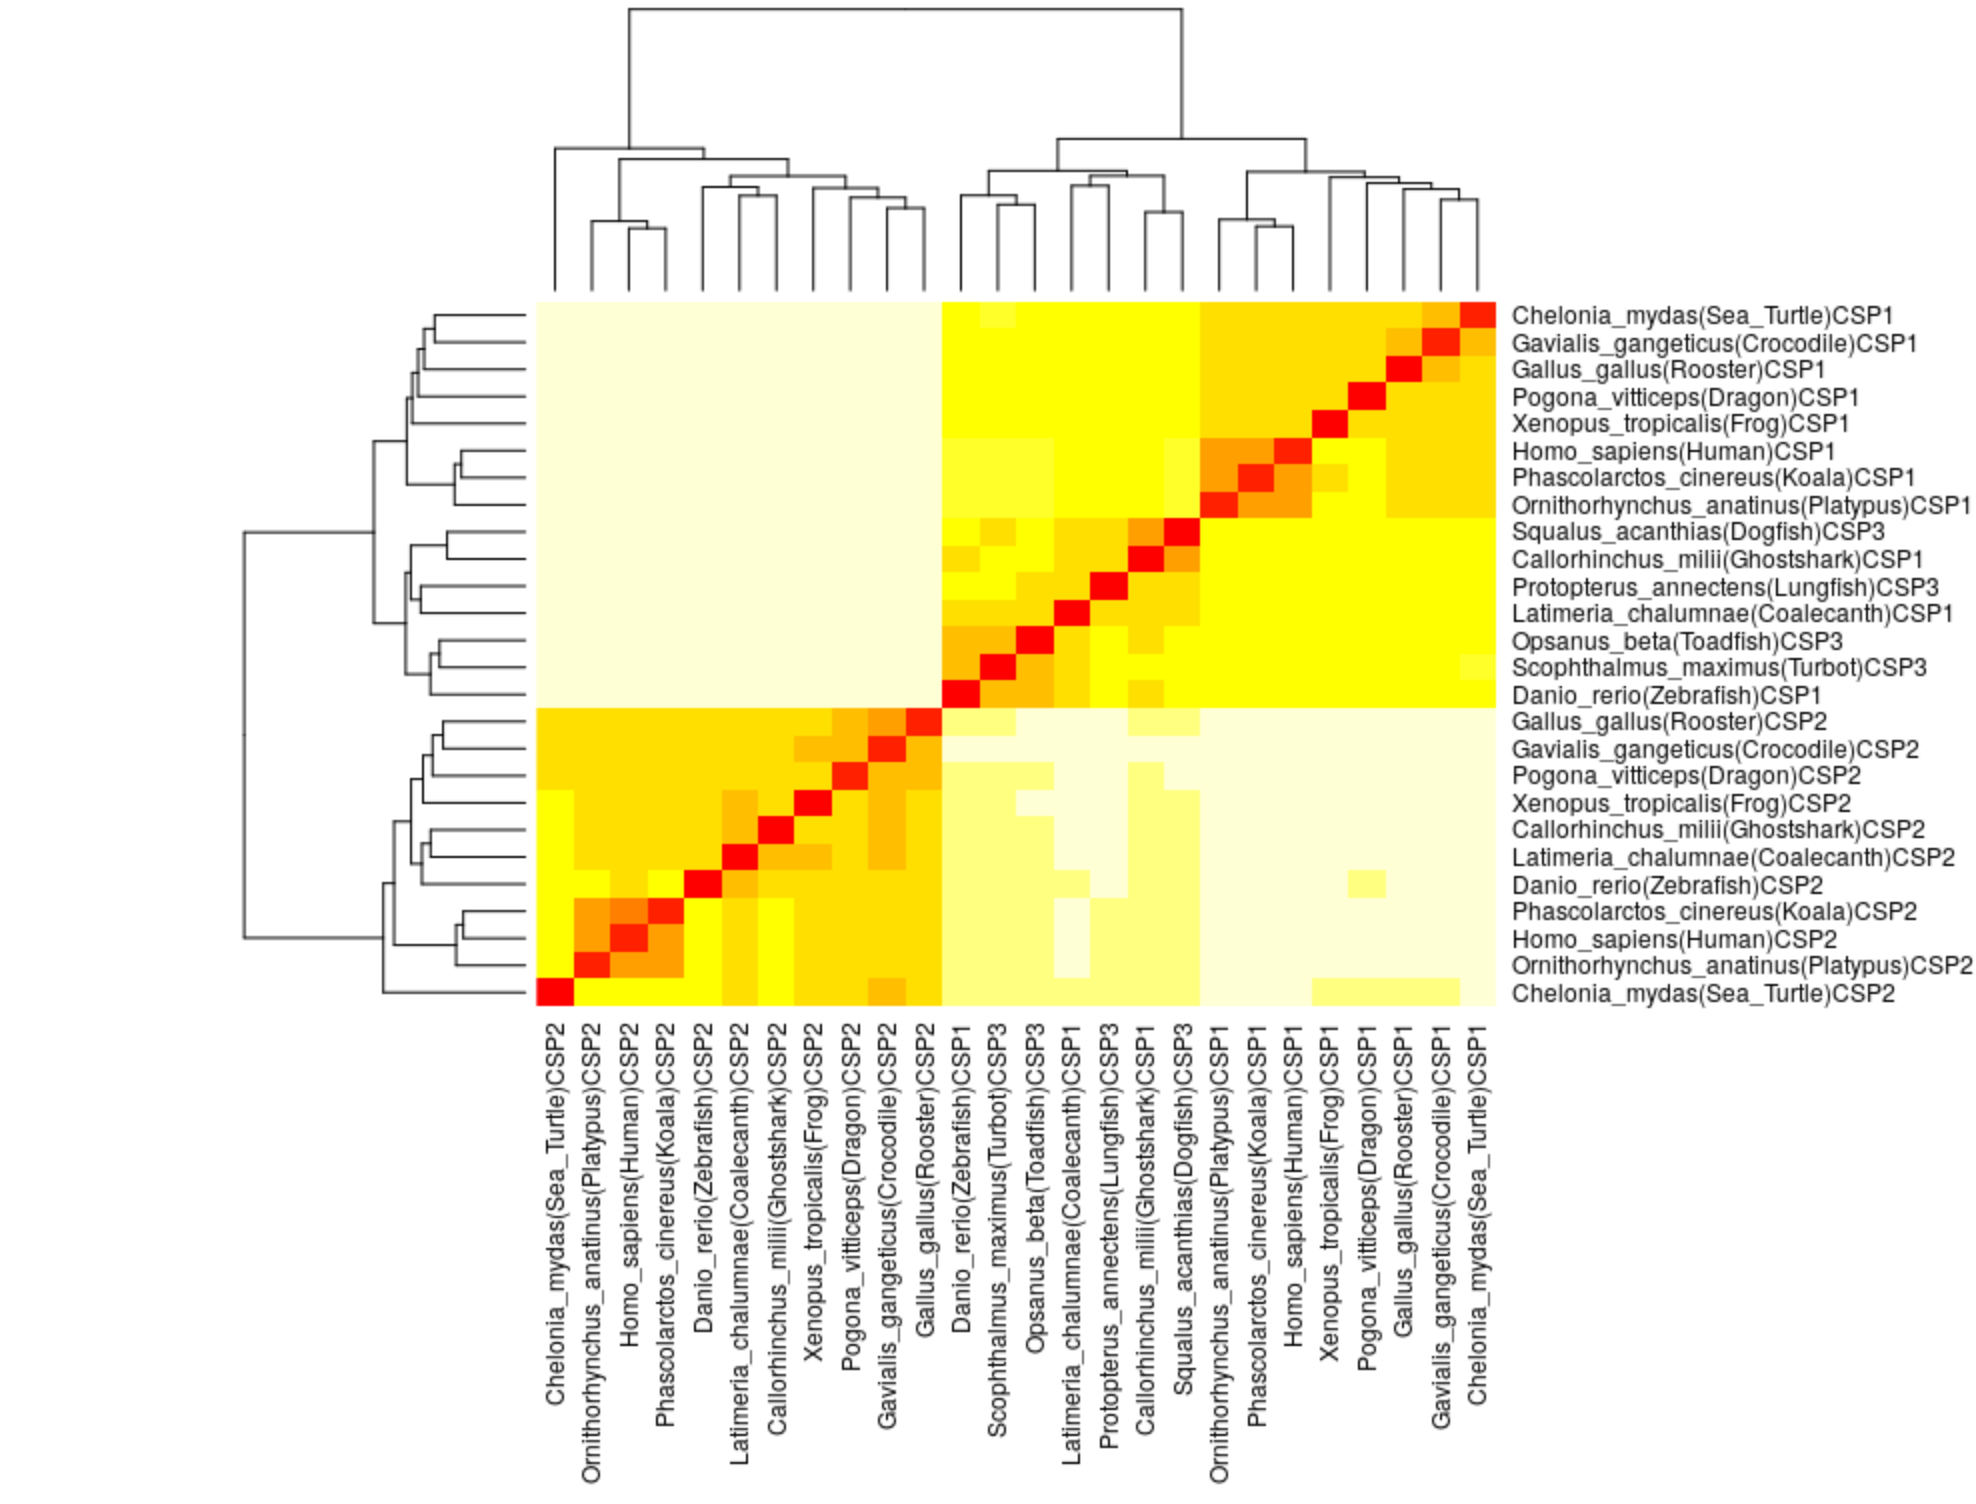 Chelonia_mydas(Sea_Turtle)CSP1
Gavialis_gangeticus(Crocodile)CSP1
Gallus_gallus(Rooster)CSP1
Pogona_vitticeps(Dragon)CSP1
Xenopus_tropicalis(Frog)CSP1
Homo_sapiens(Human)CSP1
Phascolarctos_cinereus(Koala)CSP1
Ornithorhynchus_anatinus(Platypus)CSP1
Squalus_acanthias(Dogfish)CSP3
Callorhinchus_milii(Ghostshark)CSP1
Protopterus_annectens(Lungfish)CSP3
Latimeria_chalumnae(Coalecanth)CSP1
Opsanus_beta(Toadfish)CSP3
Scophthalmus_maximus(Turbot)CSP3
Danio_rerio(Zebrafish)CSP1
Gallus_gallus(Rooster)CSP2
Gavialis_gangeticus(Crocodile)CSP2
Pogona_vitticeps(Dragon)CSP2
Xenopus_tropicalis(Frog)CSP2
Callorhinchus_milii(Ghostshark)CSP2
Latimeria_chalumnae(Coalecanth)CSP2
Danio_rerio(Zebrafish)CSP2
Phascolarctos_cinereus(Koala)CSP2
Homo_sapiens(Human)CSP2
Ornithorhynchus_anatinus(Platypus)CSP2
Chelonia_mydas(Sea_Turtle)CSP2
Chelonia_mydas(Sea_Turtle)CSP2
Ornithorhynchus_anatinus(Platypus)CSP2
Homo_sapiens(Human)CSP2
Phascolarctos_cinereus(Koala)CSP2
Danio_rerio(Zebrafish)CSP2
Latimeria_chalumnae(Coalecanth)CSP2
Callorhinchus_milii(Ghostshark)CSP2
Xenopus_tropicalis(Frog)CSP2
Pogona_vitticeps(Dragon)CSP2
Gavialis_gangeticus(Crocodile)CSP2
Gallus_gallus(Rooster)CSP2
Danio_rerio(Zebrafish)CSP1
Scophthalmus_maximus(Turbot)CSP3
Opsanus_beta(Toadfish)CSP3
Latimeria_chalumnae(Coalecanth)CSP1
Protopterus_annectens(Lungfish)CSP3
Callorhinchus_milii(Ghostshark)CSP1
Squalus_acanthias(Dogfish)CSP3
Ornithorhynchus_anatinus(Platypus)CSP1
Phascolarctos_cinereus(Koala)CSP1
Homo_sapiens(Human)CSP1
Xenopus_tropicalis(Frog)CSP1
Pogona_vitticeps(Dragon)CSP1
Gallus_gallus(Rooster)CSP1
Gavialis_gangeticus(Crocodile)CSP1
Chelonia_mydas(Sea_Turtle)CSP1